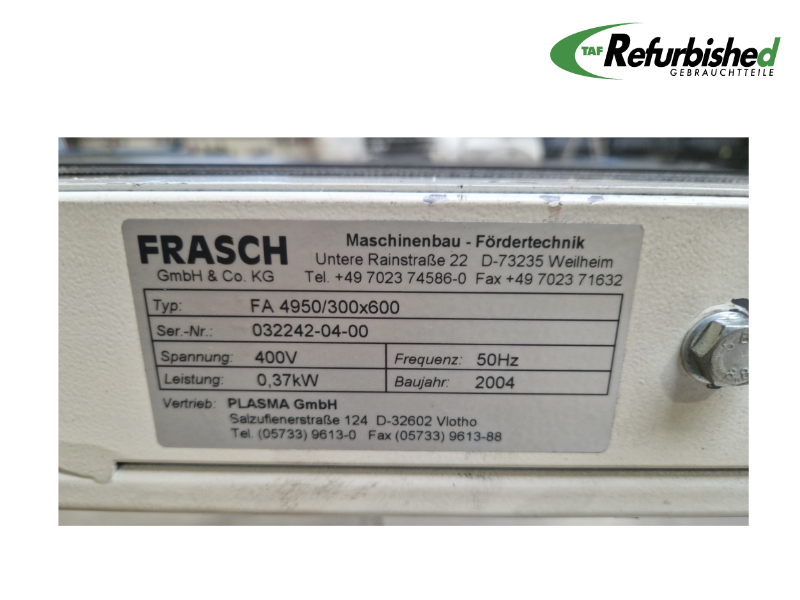 TAF Refurbished
GEBRAUCHTTEILE
FRASCH
GmbH & Co. KG
Maschinenbau - Fördertechnik
Untere Rainstraße 22 D-73235 Weilheim
Tel. +49 7023 74586-0 Fax +49 7023 71632
Typ: FA 4950/300x600
Ser.-Nr.: 032242-04-00
Spannung: 400V Frequenz: 50Hz
Leistung: 0,37kW Baujahr: 2004
Vertrieb: PLASMA GmbH
Salzuflenerstraße 124 D-32602 Vlotho
Tel. (05733) 9613-0 Fax (05733) 9613-88